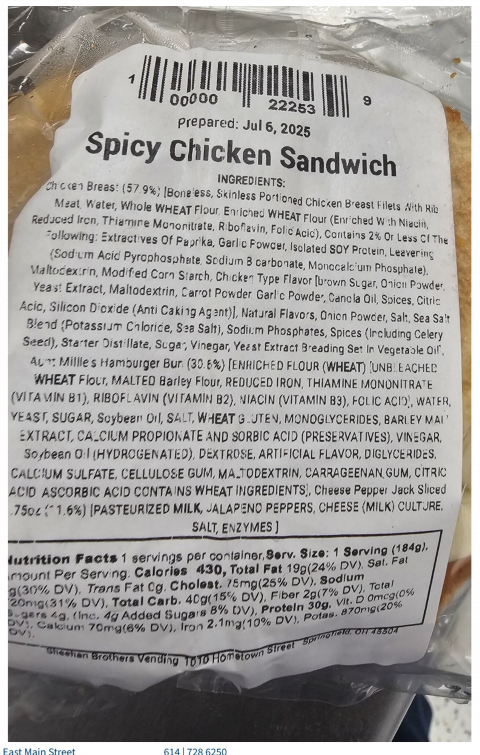 1 00000 22253 9
Prepared: Jul 6, 2025
Spicy Chicken Sandwich
INGREDIENTS:
Chicken Breast (57.9%) [Boneless, Skinless Portioned Chicken Breast Filets With Rib
Meat, Water, Whole WHEAT Flour, Enriched WHEAT Flour (Enriched With Niacin,
Reduced Iron, Thiamine Mononitrate, Riboflavin, Folic Acid), Contains 2% Or Less Of The
Following: Extractives Of Paprika, Garlic Powder, Isolated SOY Protein, Leavening
(Sodium Acid Pyrophosphate, Sodium Bicarbonate, Monocalcium Phosphate),
Maltodextrin, Modified Corn Starch, Chicken Type Flavor [brown Sugar, Onion Powder,
Yeast Extract, Maltodextrin, Carrot Powder Garlic Powder, Canola Oil, Spices, Citric
Acid, Silicon Dioxide (Anti Caking Agent)], Natural Flavors, Onion Powder, Salt, Sea Salt
Blend (Potassium Chloride, Sea Salt), Sodium Phosphates, Spices (Including Celery
Seed), Starter Distillate, Sugar, Vinegar, Yeast Extract Breading Set In Vegetable Oil],
Aunt Millie's Hamburger Bun (30.6%) [ENRICHED FLOUR (WHEAT) [UNBLEACHED
WHEAT Flour, MALTED Barley Flour, REDUCED IRON, THIAMINE MONONITRATE
(VITAMIN B1), RIBOFLAVIN (VITAMIN B2), NIACIN (VITAMIN B3), FOLIC ACID], WATER,
YEAST, SUGAR, Soybean Oil, SALT, WHEAT GLUTEN, MONOGLYCERIDES, BARLEY MALT
EXTRACT, CALCIUM PROPIONATE AND SORBIC ACID (PRESERVATIVES), VINEGAR,
Soybean Oil (HYDROGENATED), DEXTROSE, ARTIFICIAL FLAVOR, DIGLYCERIDES,
CALCIUM SULFATE, CELLULOSE GUM, MALTODEXTRIN, CARRAGEENAN GUM, CITRIC
ACID ASCORBIC ACID CONTAINS WHEAT INGREDIENTS], Cheese Pepper Jack Sliced
.75oz (11.6%) [PASTEURIZED MILK, JALAPENO PEPPERS, CHEESE (MILK) CULTURE,
SALT, ENZYMES ]
Nutrition Facts 1 servings per container, Serv. Size: 1 Serving (184g),
Amount Per Serving: Calories 430, Total Fat 19g(24% DV), Sat. Fat
g(30% DV), Trans Fat 0g, Cholest. 75mg(25% DV), Sodium
20mg(31% DV), Total Carb. 40g(15% DV), Fiber 2g(7% DV), Total
Sugars 4g, (Inc. 4g Added Sugars 8% DV), Protein 30g, Vit. D 0mcg(0%
DV), Calcium 70mg(6% DV), Iron 2.1mg(10% DV), Potas. 870mg(20%
DV).
Sheehan Brothers Vending 1010 Hometown Street Springfield, OH 45504
East Main Street 614 | 728 6250